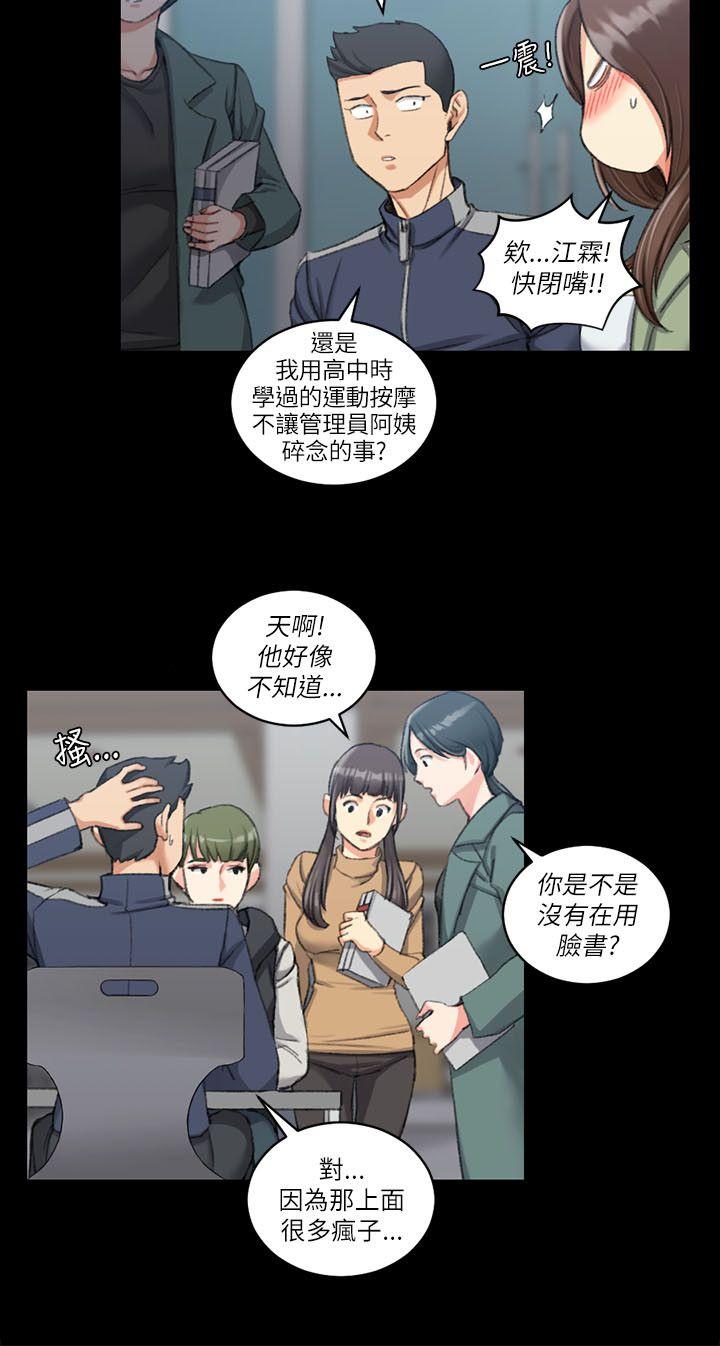 一震!
欸...江霖!
快閉嘴!!
還是
我用高中時
學過的運動按摩
不讓管理員阿姨
碎念的事?
天啊!
他好像
不知道...
搔...
你是不是
沒有在用
臉書?
對...
因為那上面
很多瘋子...